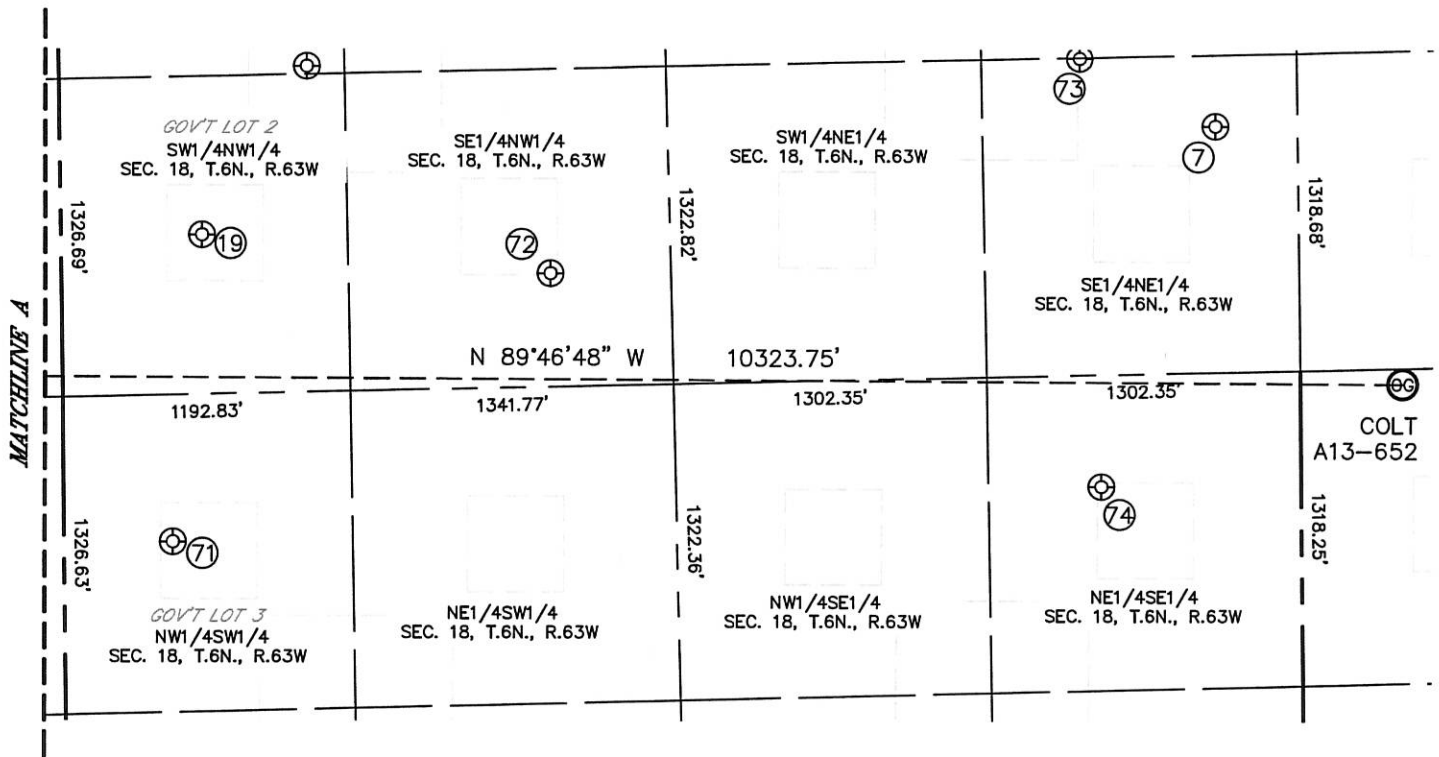 MATCHLINE A
73
GOV'T LOT 2
SW1/4NW1/4
SEC. 18, T.6N., R.63W
SE1/4NW1/4
SEC. 18, T.6N., R.63W
SW1/4NE1/4
SEC. 18, T.6N., R.63W
7
1326.69'
1322.82'
1318.68'
19
72
SE1/4NE1/4
SEC. 18, T.6N., R.63W
N 89°46'48" W 10323.75'
1192.83'
1341.77'
1302.35'
1302.35'
OG
COLT
A13-652
1326.63'
1322.36'
1318.25'
71
74
GOV'T LOT 3
NW1/4SW1/4
SEC. 18, T.6N., R.63W
NE1/4SW1/4
SEC. 18, T.6N., R.63W
NW1/4SE1/4
SEC. 18, T.6N., R.63W
NE1/4SE1/4
SEC. 18, T.6N., R.63W